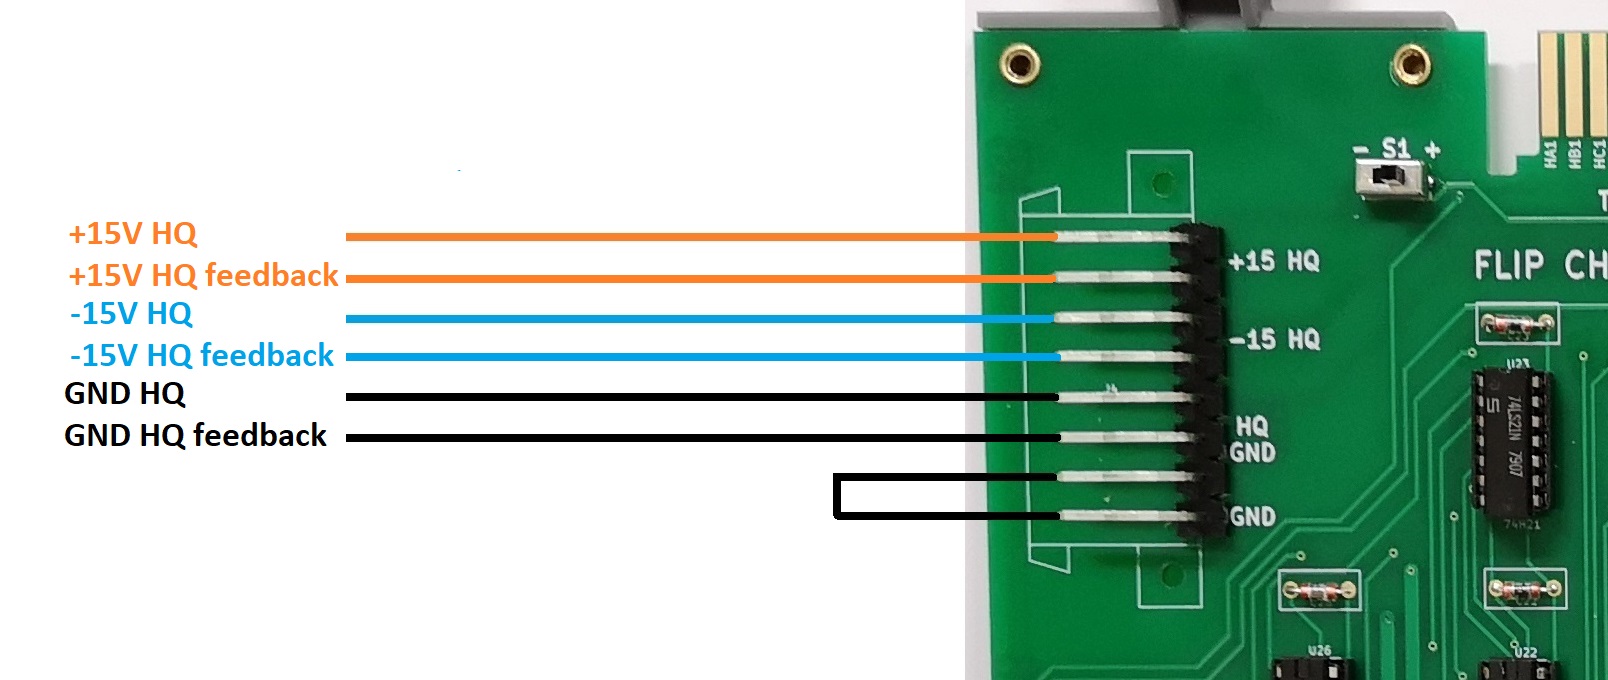 +15V HQ
+15V HQ feedback
-15V HQ
-15V HQ feedback
GND HQ
GND HQ feedback
- S1 +
HA1
HB1
HC1
+15 HQ
-15 HQ
HQ
GND
GND
FLIP CH
U23
74LS21N 7907
74H21
U26
U22